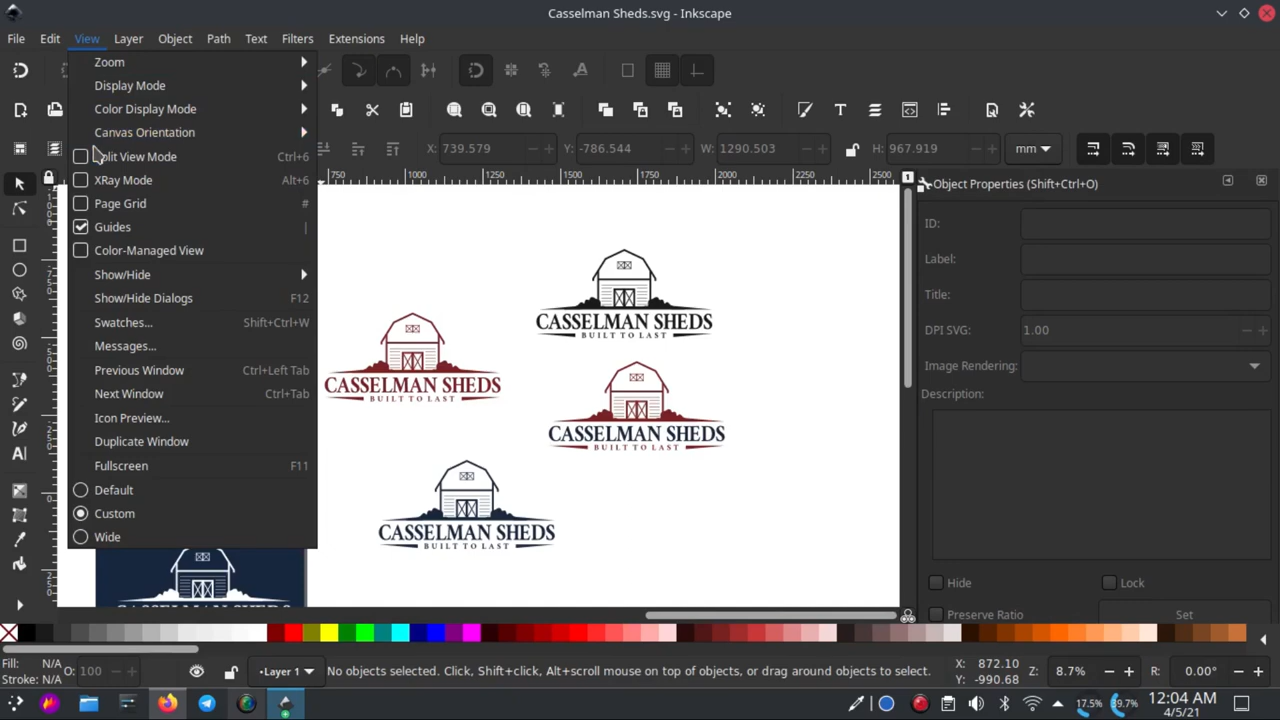 Casselman Sheds.svg - Inkscape
File Edit View Layer Object Path Text Filters Extensions Help
Zoom
Display Mode
Color Display Mode
Canvas Orientation
Split View Mode Ctrl+6
XRay Mode Alt+6
Page Grid #
Guides |
Color-Managed View
Show/Hide
Show/Hide Dialogs F12
Swatches... Shift+Ctrl+W
Messages...
Previous Window Ctrl+Left Tab
Next Window Ctrl+Tab
Icon Preview...
Duplicate Window
Fullscreen F11
Default
Custom
Wide
X: 739.579 Y: -786.544 W: 1290.503 H: 967.919 mm
750 1000 1250 1500 1750 2000 2250 2500
1
Object Properties (Shift+Ctrl+O)
ID:
Label:
Title:
DPI SVG: 1.00
Image Rendering:
Description:
Hide Lock
Preserve Ratio Set
CASSELMAN SHEDS
BUILT TO LAST
CASSELMAN SHEDS
BUILT TO LAST
CASSELMAN SHEDS
BUILT TO LAST
CASSELMAN SHEDS
BUILT TO LAST
CASSELMAN SHEDS
Fill: N/A
Stroke: N/A
O: 100
•Layer 1
No objects selected. Click, Shift+click, Alt+scroll mouse on top of objects, or drag around objects to select.
X: 872.10
Y: -990.68
Z: 8.7%
R: 0.00°
17.5% 39.7%
12:04 AM
4/5/21